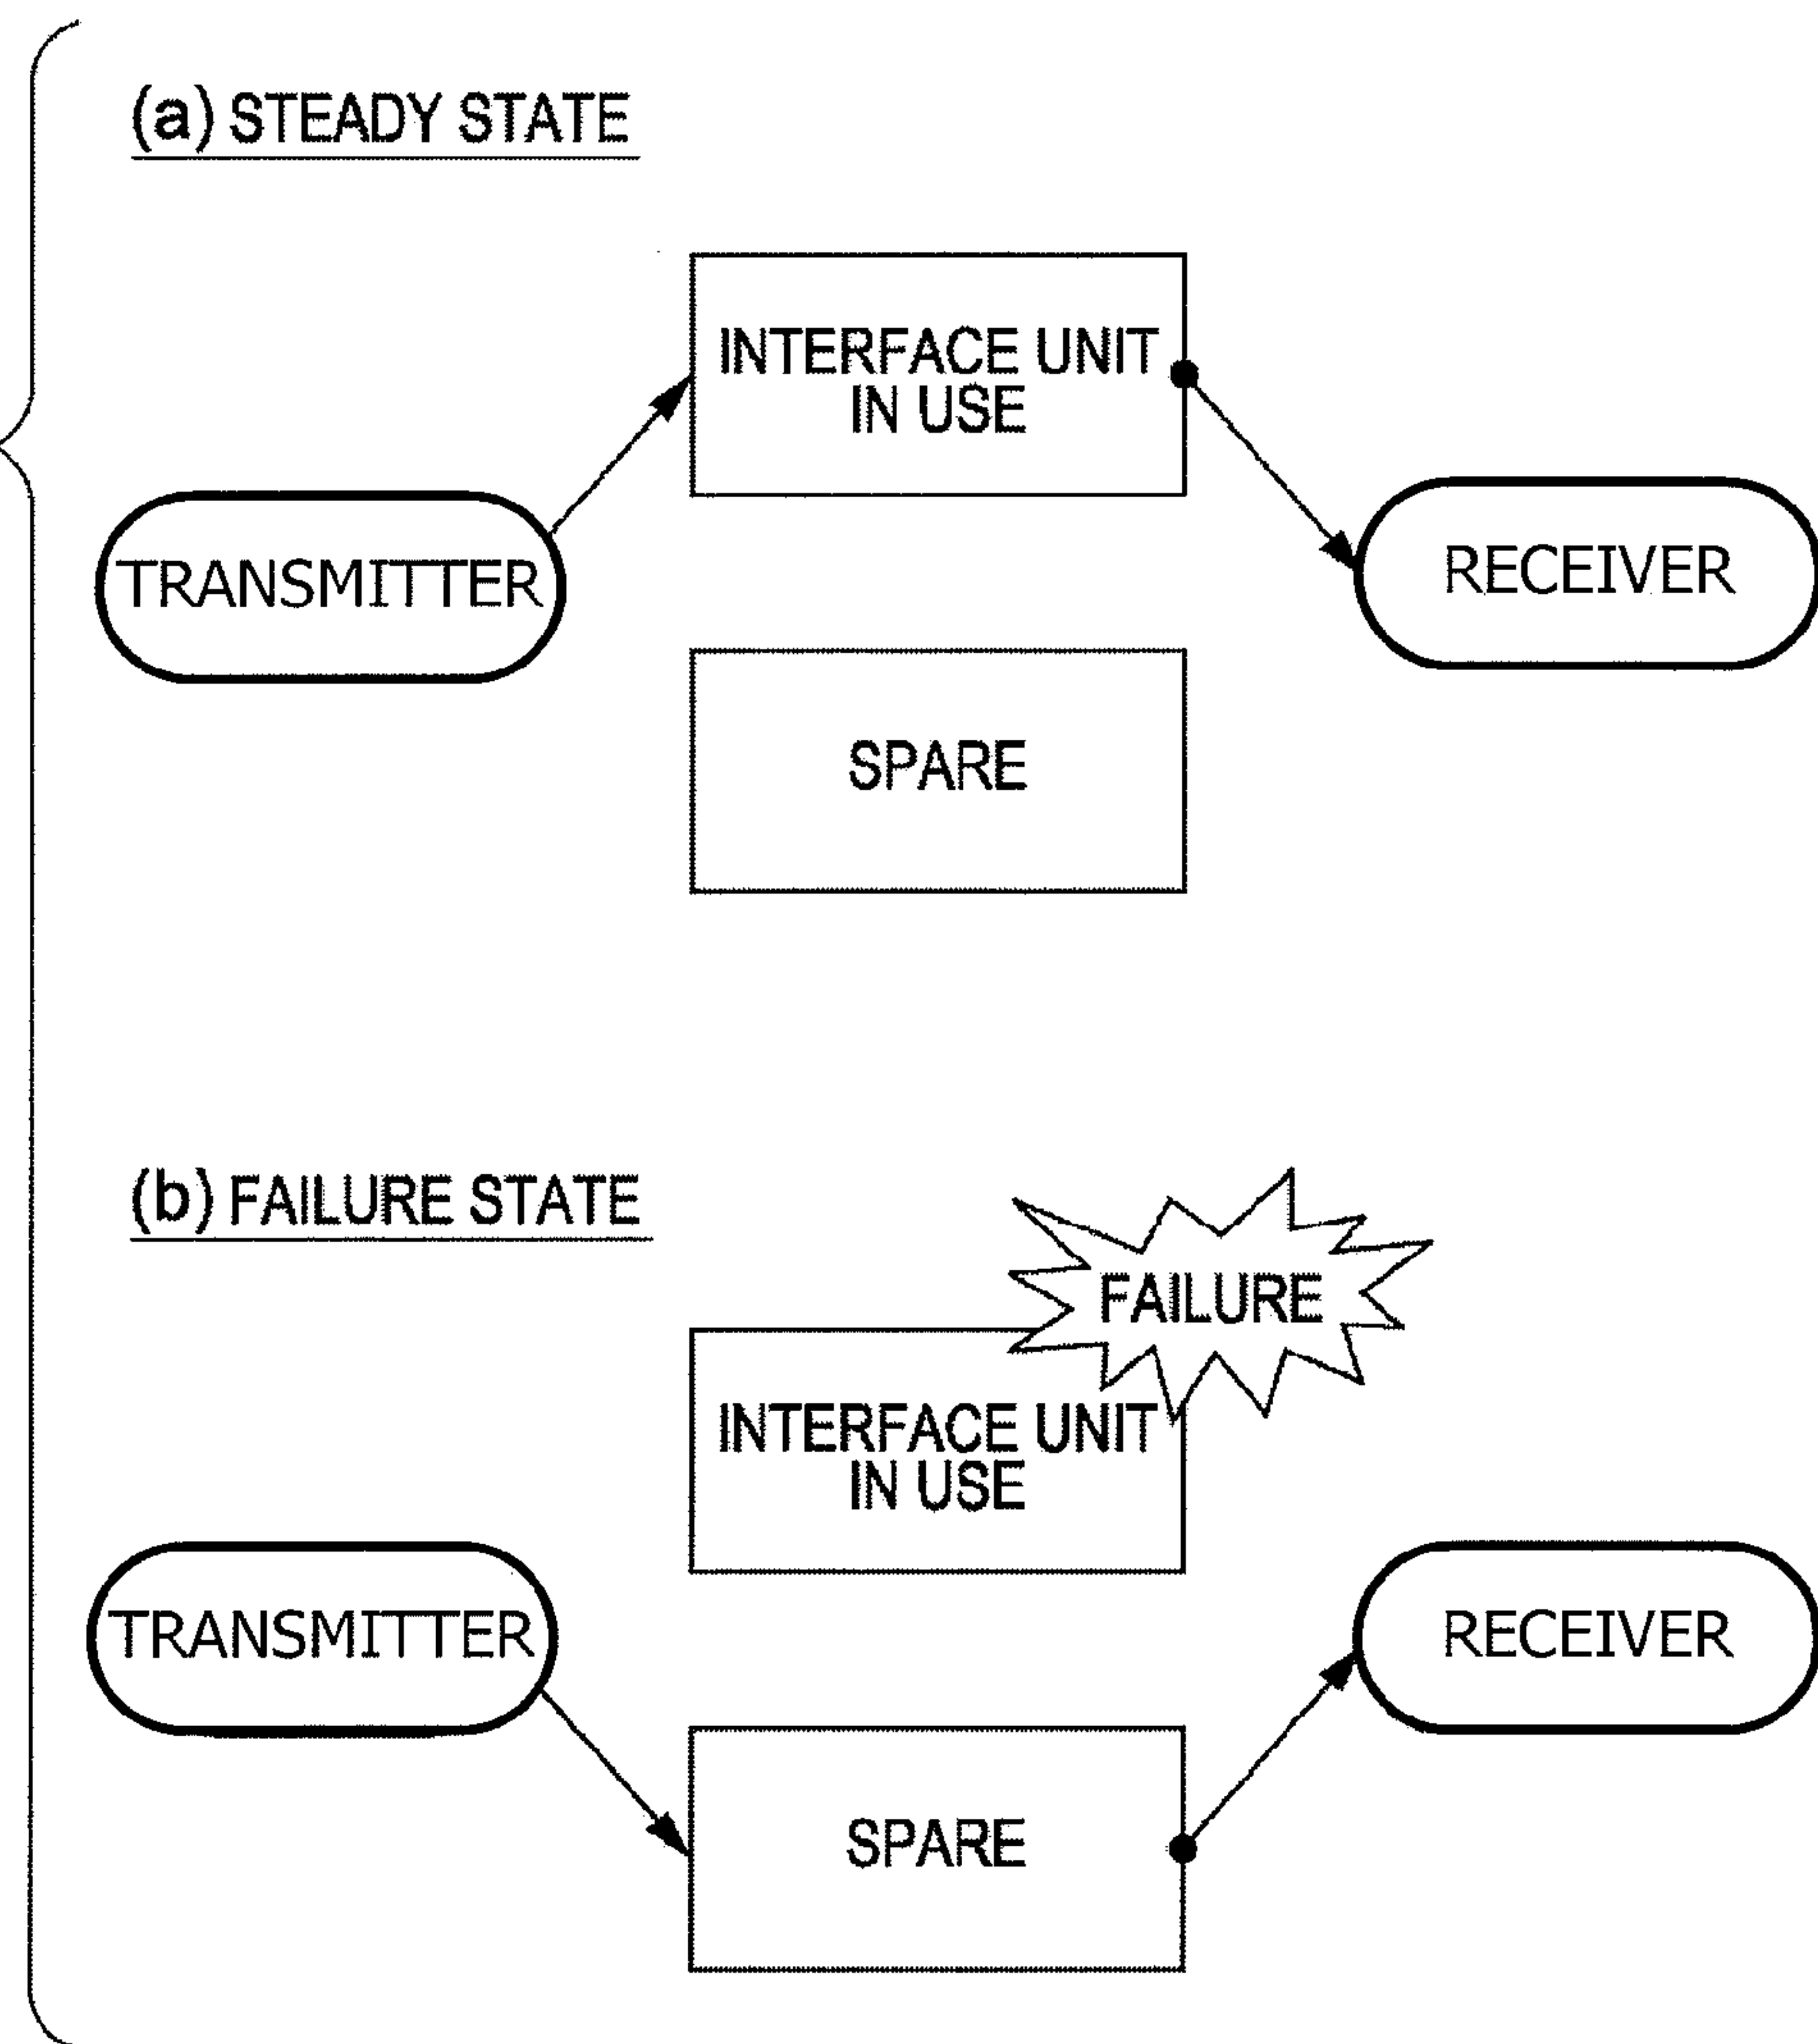 (a) STEADY STATE
INTERFACE UNIT
IN USE
TRANSMITTER
RECEIVER
SPARE
(b) FAILURE STATE
FAILURE
INTERFACE UNIT
IN USE
TRANSMITTER
RECEIVER
SPARE